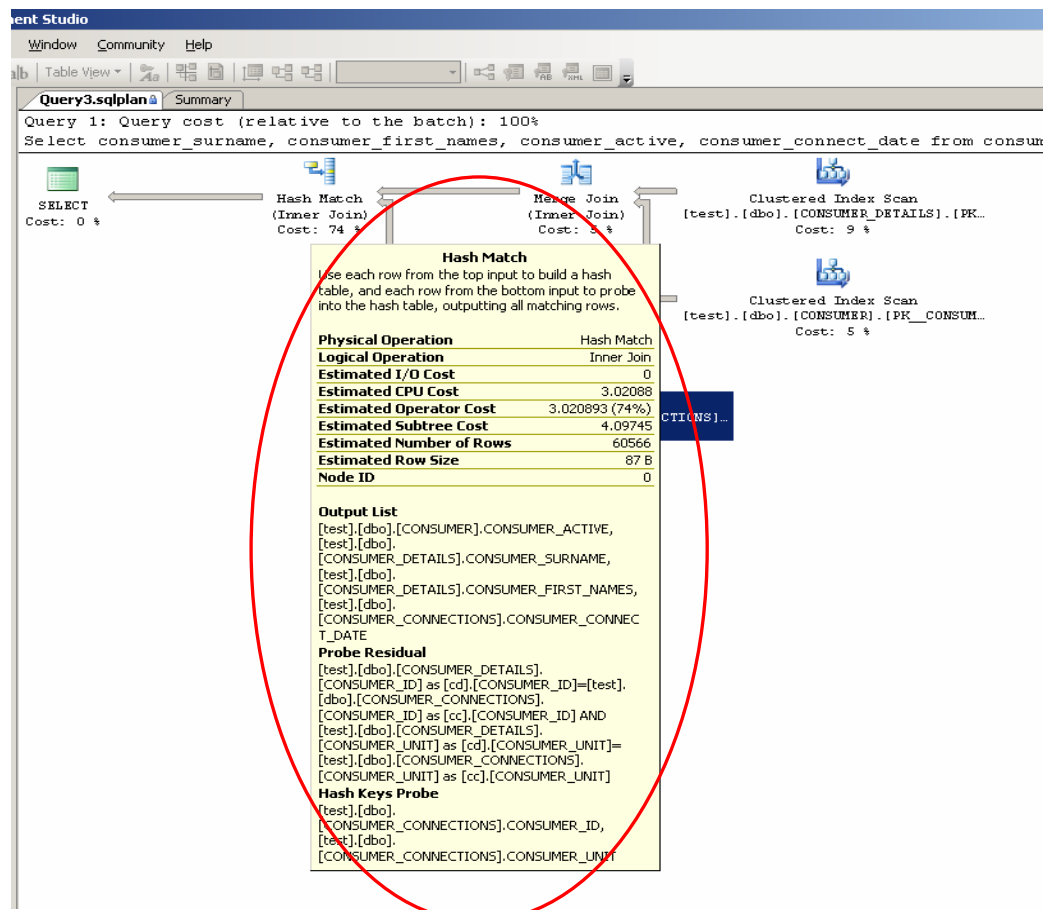 ent Studio
Window Community Help
Table View
Query3.sqlplan Summary
Query 1: Query cost (relative to the batch): 100%
Select consumer_surname, consumer_first_names, consumer_active, consumer_connect_date from consum
SELECT
Cost: 0 %
Hash Match
(Inner Join)
Cost: 74 %
Merge Join
(Inner Join)
Cost: 5 %
Clustered Index Scan
[test].[dbo].[CONSUMER_DETAILS].[PK…
Cost: 9 %
Clustered Index Scan
[test].[dbo].[CONSUMER].[PK__CONSUM…
Cost: 5 %
CTIONS]…
Hash Match
Use each row from the top input to build a hash
table, and each row from the bottom input to probe
into the hash table, outputting all matching rows.
Physical Operation Hash Match
Logical Operation Inner Join
Estimated I/O Cost 0
Estimated CPU Cost 3.02088
Estimated Operator Cost 3.020893 (74%)
Estimated Subtree Cost 4.09745
Estimated Number of Rows 60566
Estimated Row Size 87 B
Node ID 0
Output List
[test].[dbo].[CONSUMER].CONSUMER_ACTIVE,
[test].[dbo].
[CONSUMER_DETAILS].CONSUMER_SURNAME,
[test].[dbo].
[CONSUMER_DETAILS].CONSUMER_FIRST_NAMES,
[test].[dbo].
[CONSUMER_CONNECTIONS].CONSUMER_CONNEC
T_DATE
Probe Residual
[test].[dbo].[CONSUMER_DETAILS].
[CONSUMER_ID] as [cd].[CONSUMER_ID]=[test].
[dbo].[CONSUMER_CONNECTIONS].
[CONSUMER_ID] as [cc].[CONSUMER_ID] AND
[test].[dbo].[CONSUMER_DETAILS].
[CONSUMER_UNIT] as [cd].[CONSUMER_UNIT]=
[test].[dbo].[CONSUMER_CONNECTIONS].
[CONSUMER_UNIT] as [cc].[CONSUMER_UNIT]
Hash Keys Probe
[test].[dbo].
[CONSUMER_CONNECTIONS].CONSUMER_ID,
[test].[dbo].
[CONSUMER_CONNECTIONS].CONSUMER_UNIT